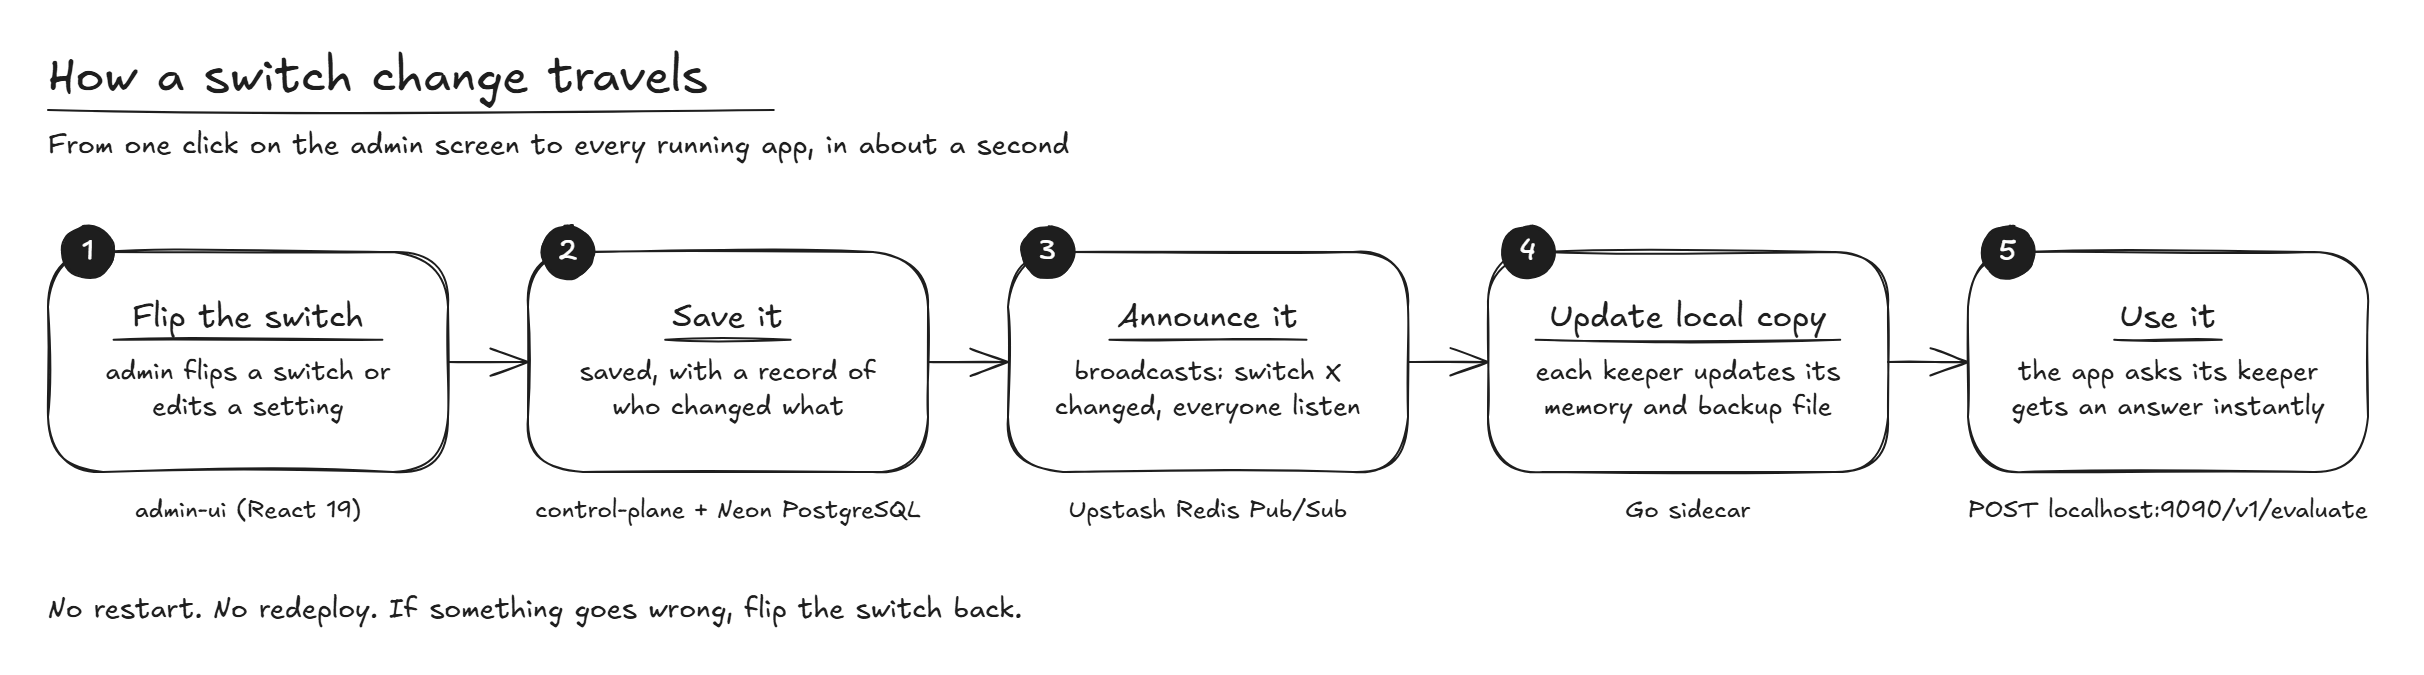 How a switch change travels
From one click on the admin screen to every running app, in about a second
1
Flip the switch
admin flips a switch or
edits a setting
admin-ui (React 19)
2
Save it
saved, with a record of
who changed what
control-plane + Neon PostgreSQL
3
Announce it
broadcasts: switch X
changed, everyone listen
Upstash Redis Pub/Sub
4
Update local copy
each keeper updates its
memory and backup file
Go sidecar
5
Use it
the app asks its keeper
gets an answer instantly
POST localhost:9090/v1/evaluate
No restart. No redeploy. If something goes wrong, flip the switch back.